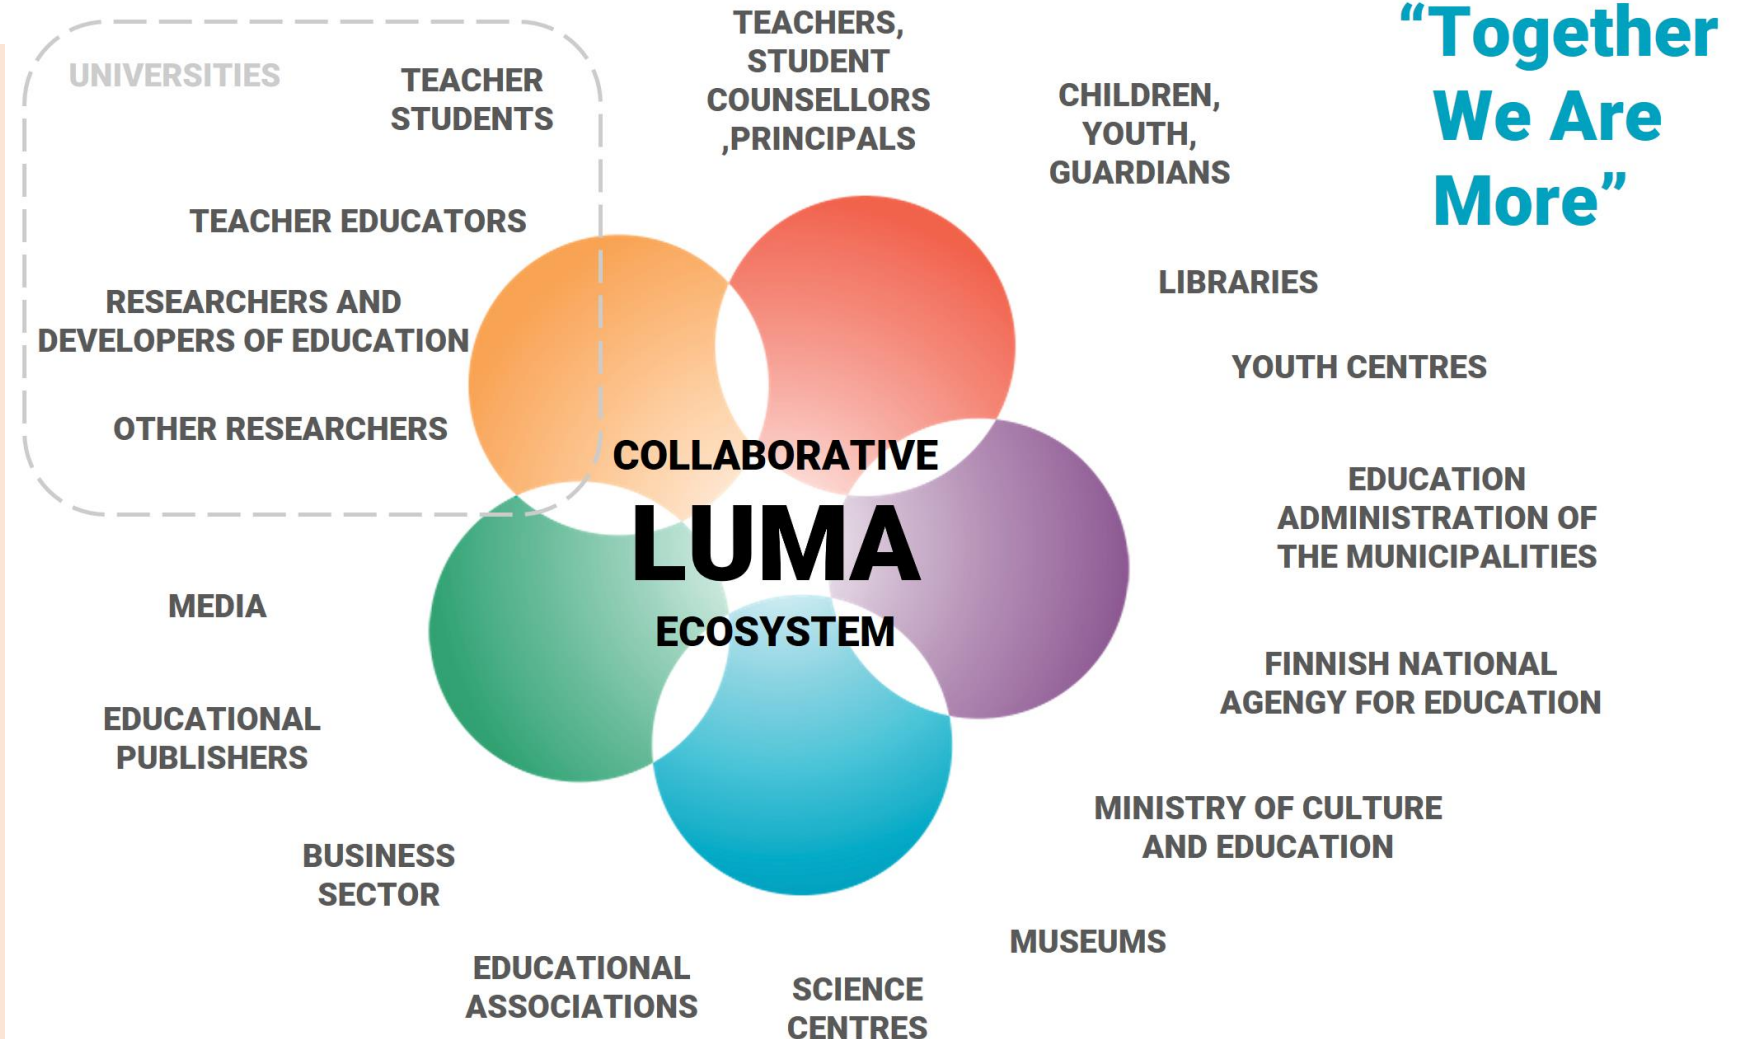 UNIVERSITIES
TEACHER
STUDENTS
TEACHER EDUCATORS
RESEARCHERS AND
DEVELOPERS OF EDUCATION
OTHER RESEARCHERS
TEACHERS,
STUDENT
COUNSELLORS
,PRINCIPALS
CHILDREN,
YOUTH,
GUARDIANS
“Together
We Are
More”
LIBRARIES
YOUTH CENTRES
EDUCATION
ADMINISTRATION OF
THE MUNICIPALITIES
FINNISH NATIONAL
AGENGY FOR EDUCATION
MINISTRY OF CULTURE
AND EDUCATION
MUSEUMS
SCIENCE
CENTRES
EDUCATIONAL
ASSOCIATIONS
BUSINESS
SECTOR
EDUCATIONAL
PUBLISHERS
MEDIA
COLLABORATIVE
LUMA
ECOSYSTEM